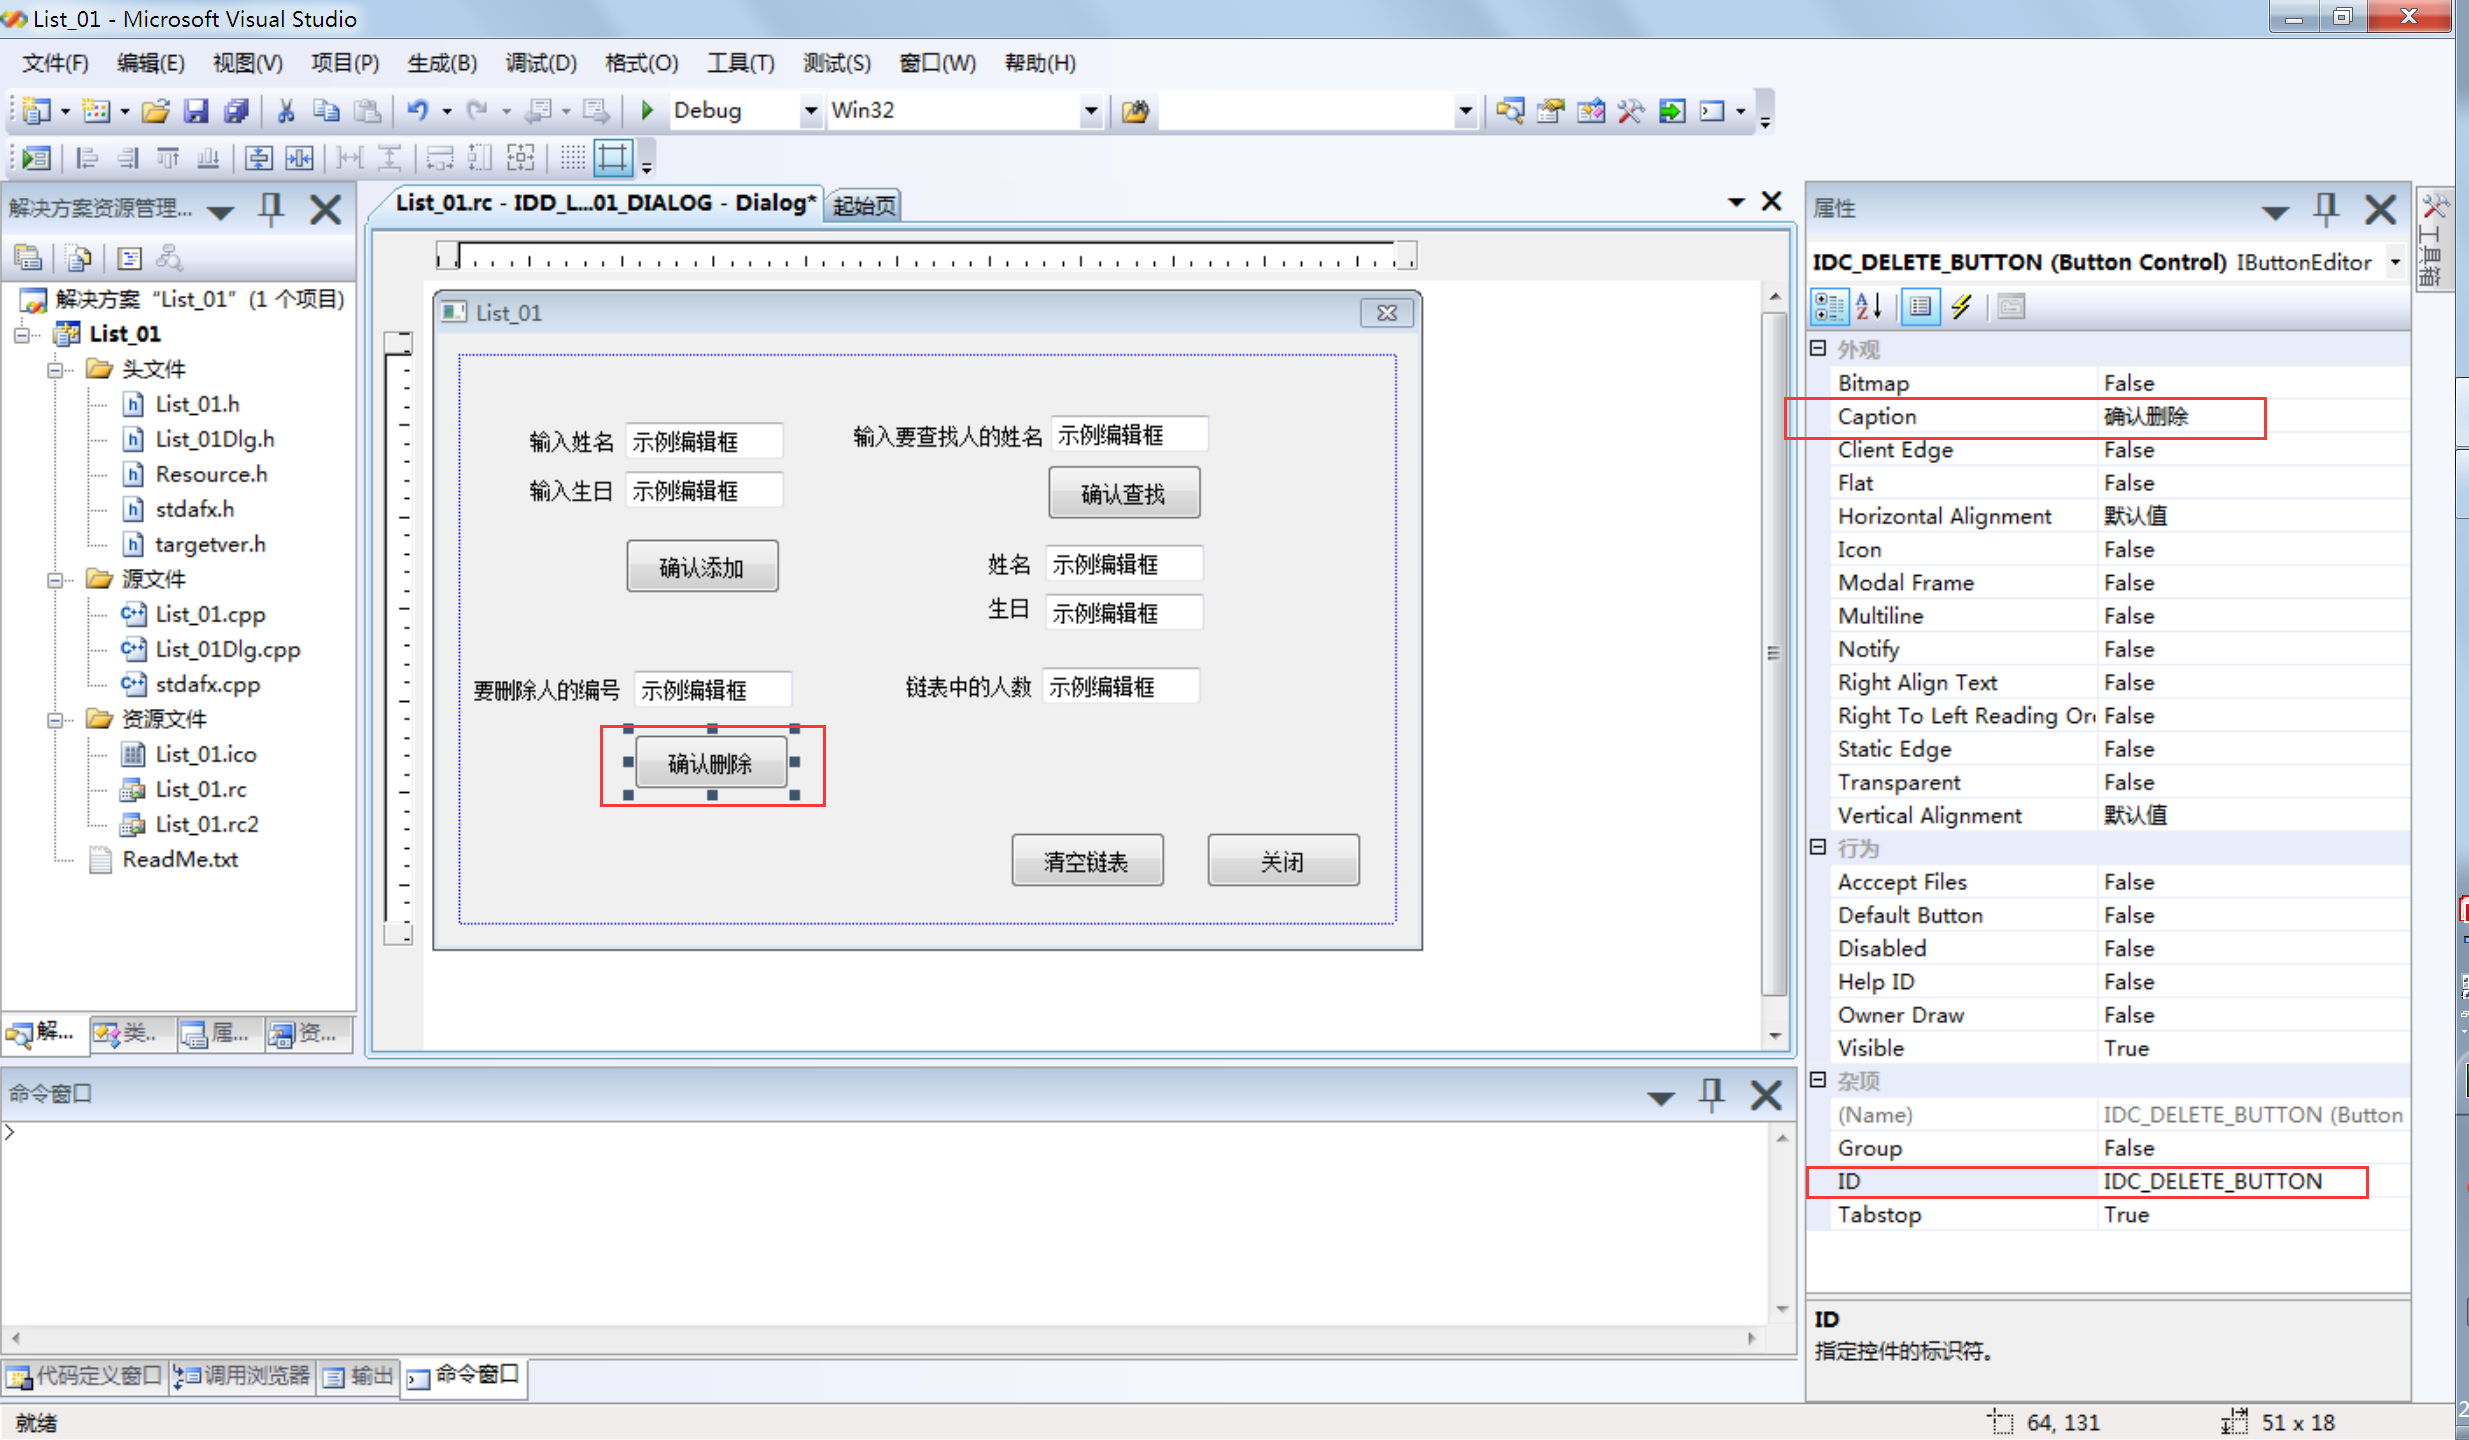 List_01 - Microsoft Visual Studio
文件(F) 编辑(E) 视图(V) 项目(P) 生成(B) 调试(D) 格式(O) 工具(T) 测试(S) 窗口(W) 帮助(H)
Debug Win32
解决方案资源管理...
解决方案 “List_01” (1 个项目)
List_01
头文件
List_01.h
List_01Dlg.h
Resource.h
stdafx.h
targetver.h
源文件
List_01.cpp
List_01Dlg.cpp
stdafx.cpp
资源文件
List_01.ico
List_01.rc
List_01.rc2
ReadMe.txt
解... 类.. 属... 资...
List_01.rc - IDD_L...01_DIALOG - Dialog* 起始页
List_01
输入姓名 示例编辑框
输入生日 示例编辑框
确认添加
要删除人的编号 示例编辑框
确认删除
输入要查找人的姓名 示例编辑框
确认查找
姓名 示例编辑框
生日 示例编辑框
链表中的人数 示例编辑框
清空链表 关闭
属性
IDC_DELETE_BUTTON (Button Control) IButtonEditor
外观
Bitmap False
Caption 确认删除
Client Edge False
Flat False
Horizontal Alignment 默认值
Icon False
Modal Frame False
Multiline False
Notify False
Right Align Text False
Right To Left Reading Or False
Static Edge False
Transparent False
Vertical Alignment 默认值
行为
Acccept Files False
Default Button False
Disabled False
Help ID False
Owner Draw False
Visible True
杂项
(Name) IDC_DELETE_BUTTON (Button
Group False
ID IDC_DELETE_BUTTON
Tabstop True
ID
指定控件的标识符。
工具箱
命令窗口
>
代码定义窗口 调用浏览器 输出 命令窗口
就绪 64, 131 51 x 18